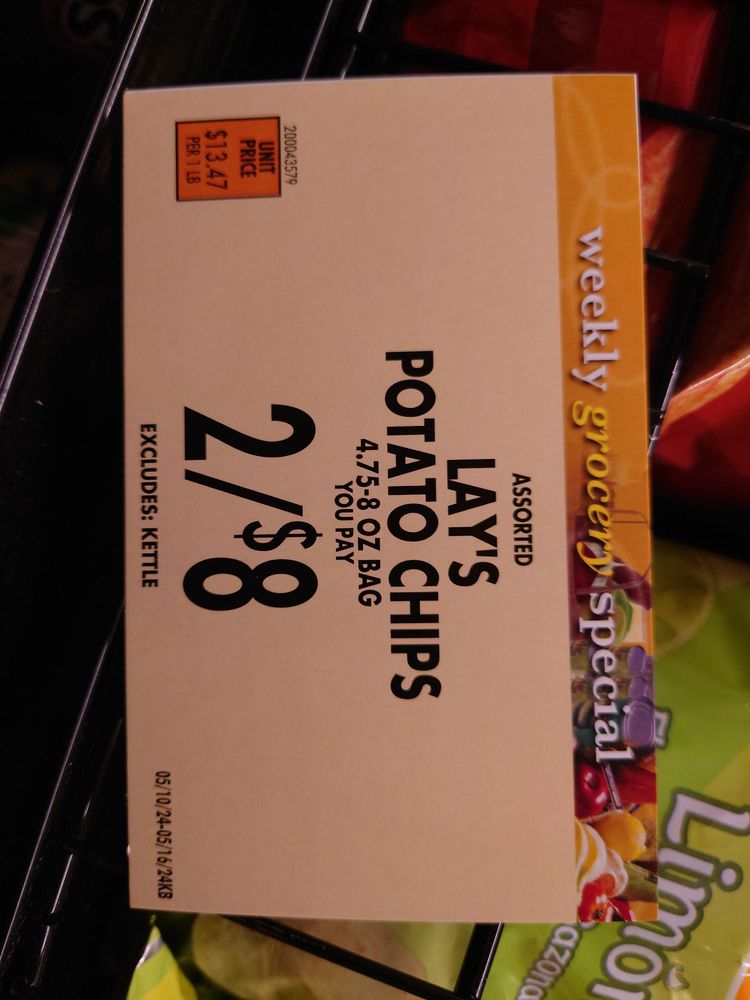 weekly grocery special
ASSORTED
LAY'S
POTATO CHIPS
4.75-8 OZ BAG
YOU PAY
2/$8
EXCLUDES: KETTLE
200043579
UNIT
PRICE
$13.47
PER 1 LB
05/10/24-05/16/24KB
Limón